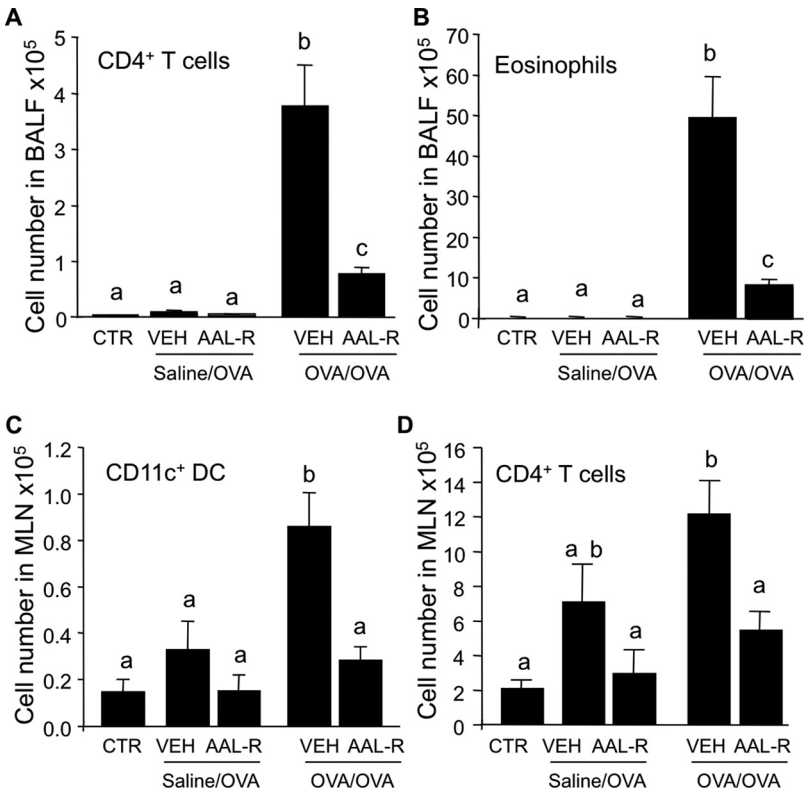 A
CD4⁺ T cells
Cell number in BALF x10⁵
5
4
3
2
1
0
a
a
a
b
c
CTR VEH AAL-R VEH AAL-R
Saline/OVA OVA/OVA
B
Eosinophils
Cell number in BALF x10⁵
70
60
50
40
30
20
10
0
a
a
a
b
c
CTR VEH AAL-R VEH AAL-R
Saline/OVA OVA/OVA
C
CD11c⁺ DC
Cell number in MLN x10⁵
1.2
1.0
0.8
0.6
0.4
0.2
0.0
a
a
a
b
a
CTR VEH AAL-R VEH AAL-R
Saline/OVA OVA/OVA
D
CD4⁺ T cells
Cell number in MLN x10⁵
16
14
12
10
8
6
4
2
0
a
a b
a
b
a
CTR VEH AAL-R VEH AAL-R
Saline/OVA OVA/OVA